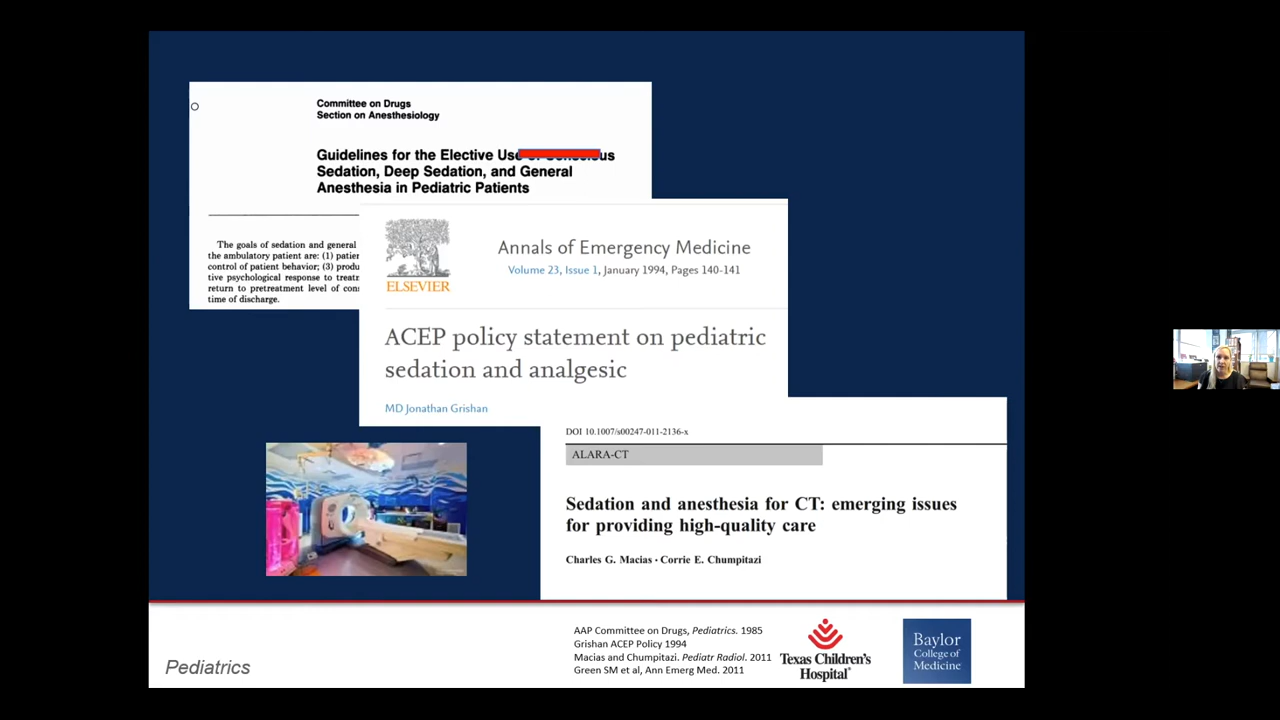 Committee on Drugs
Section on Anesthesiology
Guidelines for the Elective Use of Conscious
Sedation, Deep Sedation, and General
Anesthesia in Pediatric Patients
The goals of sedation and general
the ambulatory patient are: (1) patien
control of patient behavior; (3) produ
tive psychological response to treatn
return to pretreatment level of con
time of discharge.
ELSEVIER
Annals of Emergency Medicine
Volume 23, Issue 1, January 1994, Pages 140-141
ACEP policy statement on pediatric
sedation and analgesic
MD Jonathan Grishan
DOI 10.1007/s00247-011-2136-x
ALARA-CT
Sedation and anesthesia for CT: emerging issues
for providing high-quality care
Charles G. Macias · Corrie E. Chumpitazi
Pediatrics
AAP Committee on Drugs, Pediatrics. 1985
Grishan ACEP Policy 1994
Macias and Chumpitazi. Pediatr Radiol. 2011
Green SM et al, Ann Emerg Med. 2011
Texas Children's
Hospital®
Baylor
College of
Medicine